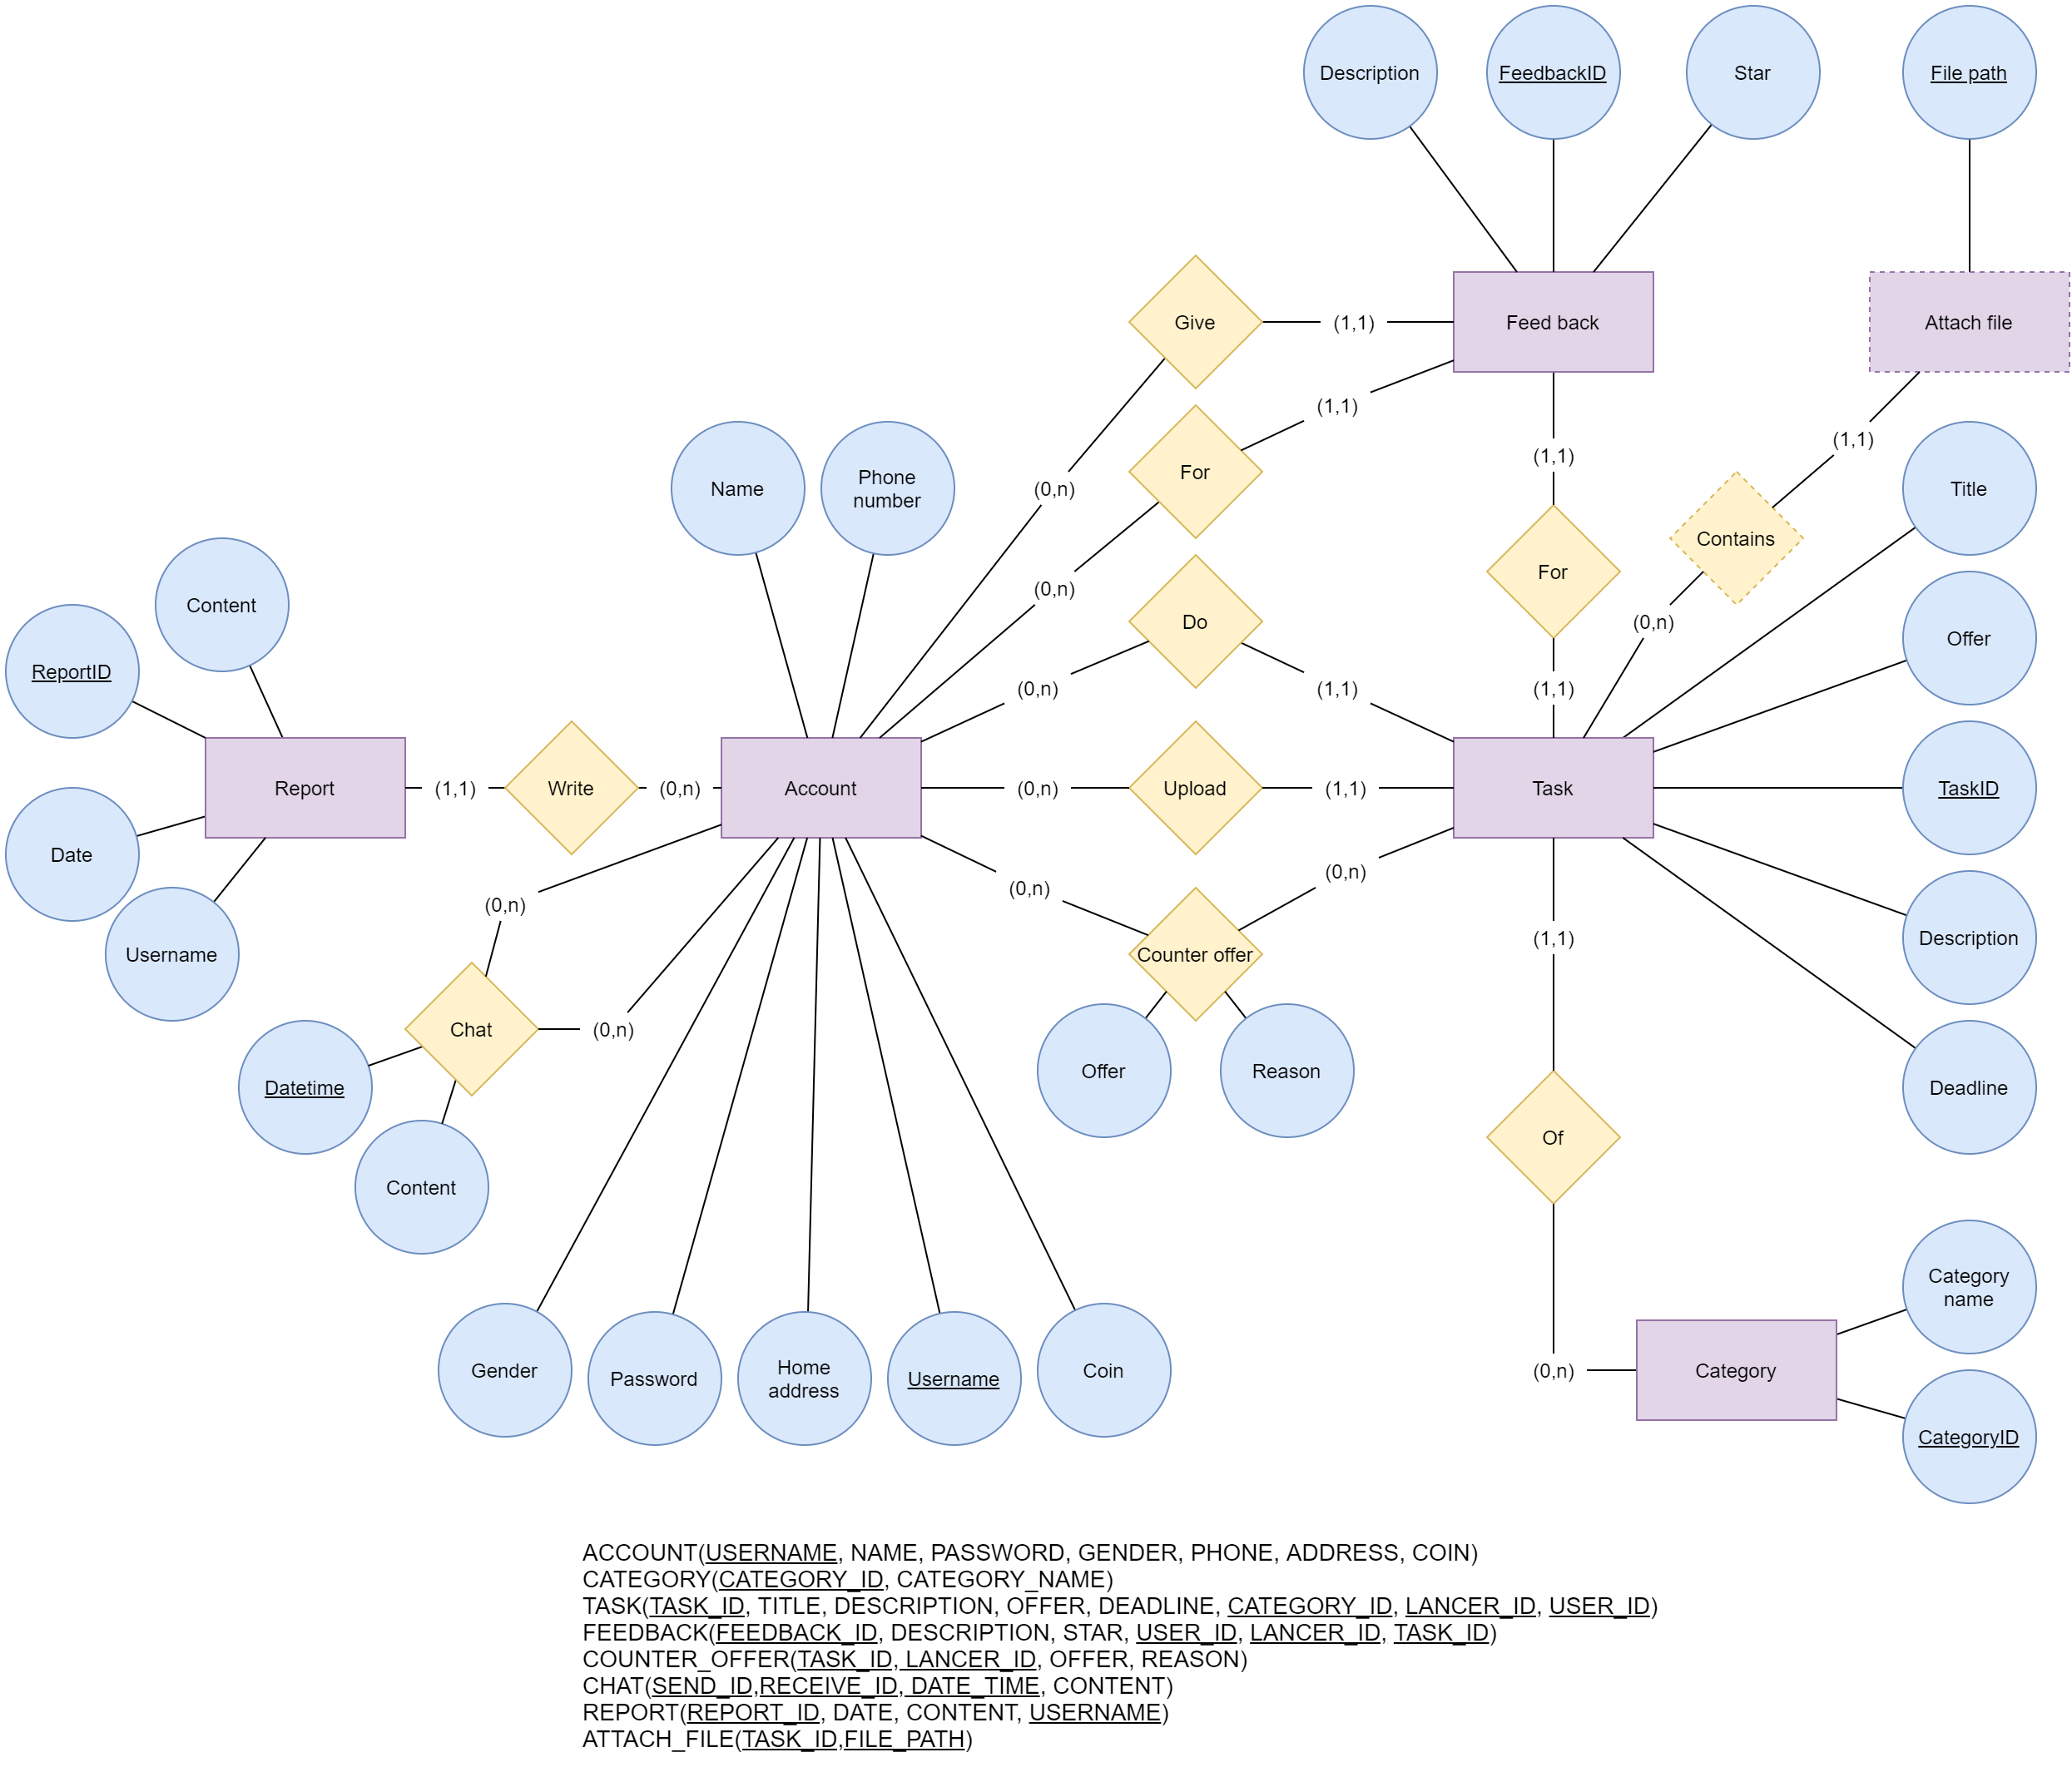 Description
FeedbackID
Star
File path
Give
(1,1)
Feed back
Attach file
For
(1,1)
(1,1)
(1,1)
(0,n)
Name
Phone
number
Title
Contains
For
(0,n)
Content
Do
(0,n)
Offer
ReportID
(0,n)
(1,1)
(1,1)
Report
(1,1)
Write
(0,n)
Account
(0,n)
Upload
(1,1)
Task
TaskID
Date
(0,n)
(0,n)
(0,n)
Username
Counter offer
(1,1)
Description
Chat
(0,n)
Datetime
Offer
Reason
Deadline
Of
Content
Category
name
Gender
Password
Home
address
Username
Coin
(0,n)
Category
CategoryID
ACCOUNT(USERNAME, NAME, PASSWORD, GENDER, PHONE, ADDRESS, COIN)
CATEGORY(CATEGORY_ID, CATEGORY_NAME)
TASK(TASK_ID, TITLE, DESCRIPTION, OFFER, DEADLINE, CATEGORY_ID, LANCER_ID, USER_ID)
FEEDBACK(FEEDBACK_ID, DESCRIPTION, STAR, USER_ID, LANCER_ID, TASK_ID)
COUNTER_OFFER(TASK_ID, LANCER_ID, OFFER, REASON)
CHAT(SEND_ID,RECEIVE_ID, DATE_TIME, CONTENT)
REPORT(REPORT_ID, DATE, CONTENT, USERNAME)
ATTACH_FILE(TASK_ID,FILE_PATH)